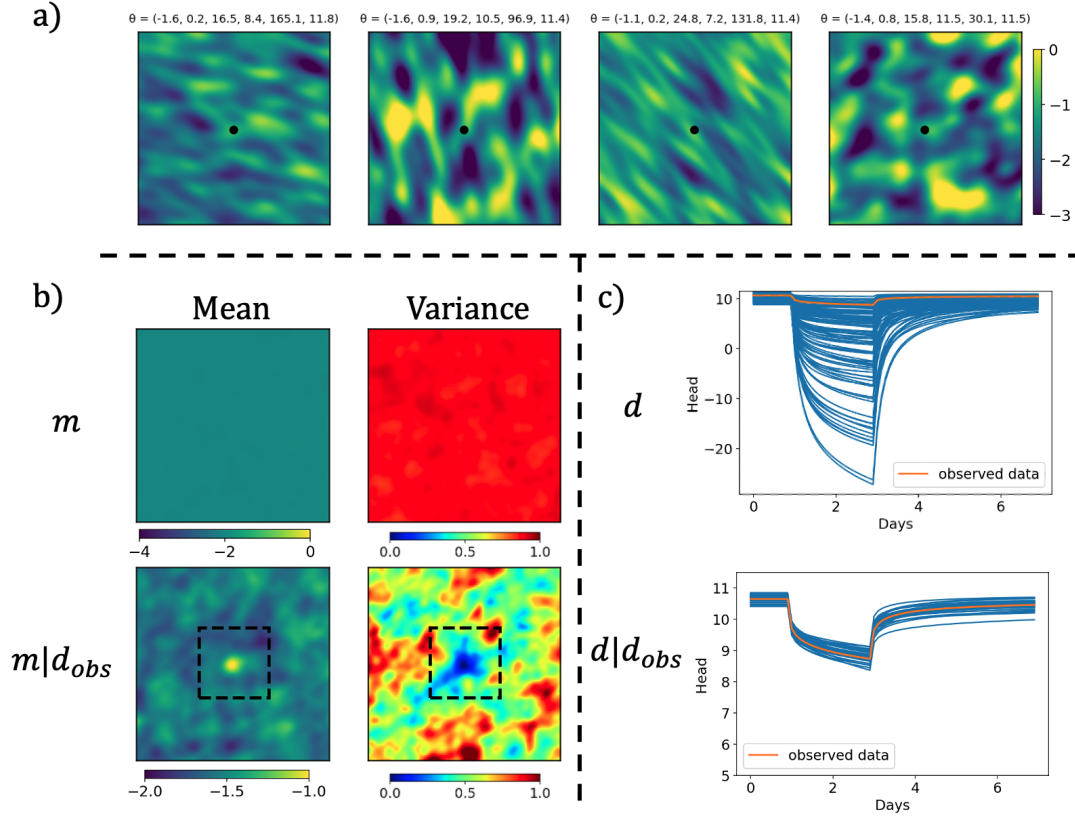 a)
θ = (-1.6, 0.2, 16.5, 8.4, 165.1, 11.8)
θ = (-1.6, 0.9, 19.2, 10.5, 96.9, 11.4)
θ = (-1.1, 0.2, 24.8, 7.2, 131.8, 11.4)
θ = (-1.4, 0.8, 15.8, 11.5, 30.1, 11.5)
0
−1
−2
−3
b)
Mean
Variance
m
−4 −2 0
0.0 0.5 1.0
m|dobs
−2.0 −1.5 −1.0
0.0 0.5 1.0
c)
d
Head
10
0
−10
−20
observed data
0 2 4 6
Days
d|dobs
Head
11
10
9
8
7
6
5
observed data
0 2 4 6
Days